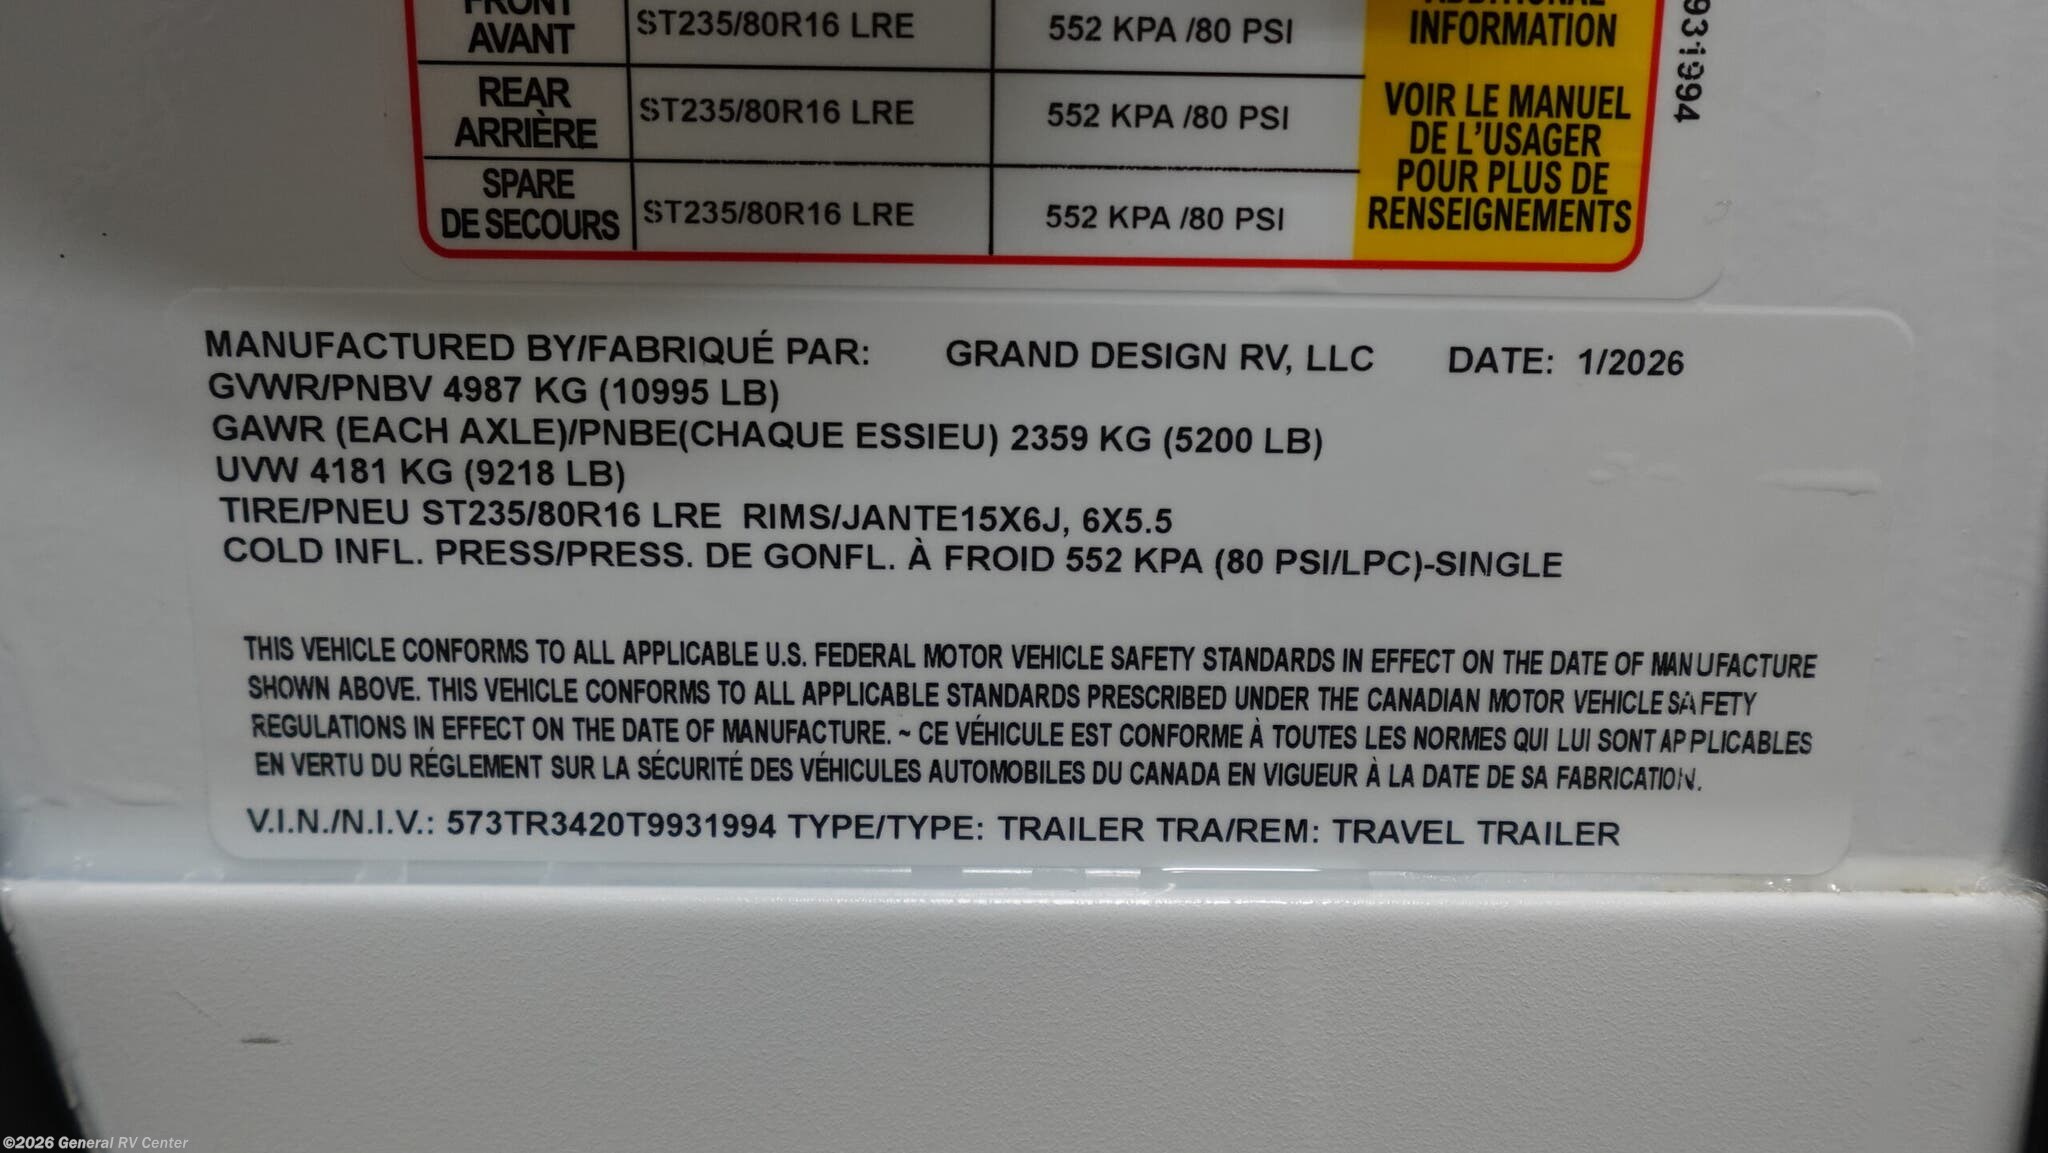 FRONT
AVANT
ST235/80R16 LRE
552 KPA /80 PSI
ADDITIONAL
INFORMATION
REAR
ARRIÈRE
ST235/80R16 LRE
552 KPA /80 PSI
SPARE
DE SECOURS
ST235/80R16 LRE
552 KPA /80 PSI
VOIR LE MANUEL
DE L'USAGER
POUR PLUS DE
RENSEIGNEMENTS
931994
MANUFACTURED BY/FABRIQUÉ PAR: GRAND DESIGN RV, LLC DATE: 1/2026
GVWR/PNBV 4987 KG (10995 LB)
GAWR (EACH AXLE)/PNBE(CHAQUE ESSIEU) 2359 KG (5200 LB)
UVW 4181 KG (9218 LB)
TIRE/PNEU ST235/80R16 LRE RIMS/JANTE15X6J, 6X5.5
COLD INFL. PRESS/PRESS. DE GONFL. À FROID 552 KPA (80 PSI/LPC)-SINGLE
THIS VEHICLE CONFORMS TO ALL APPLICABLE U.S. FEDERAL MOTOR VEHICLE SAFETY STANDARDS IN EFFECT ON THE DATE OF MANUFACTURE
SHOWN ABOVE. THIS VEHICLE CONFORMS TO ALL APPLICABLE STANDARDS PRESCRIBED UNDER THE CANADIAN MOTOR VEHICLE SAFETY
REGULATIONS IN EFFECT ON THE DATE OF MANUFACTURE. ~ CE VÉHICULE EST CONFORME À TOUTES LES NORMES QUI LUI SONT APPLICABLES
EN VERTU DU RÉGLEMENT SUR LA SÉCURITÉ DES VÉHICULES AUTOMOBILES DU CANADA EN VIGUEUR À LA DATE DE SA FABRICATION.
V.I.N./N.I.V.: 573TR3420T9931994 TYPE/TYPE: TRAILER TRA/REM: TRAVEL TRAILER
©2026 General RV Center